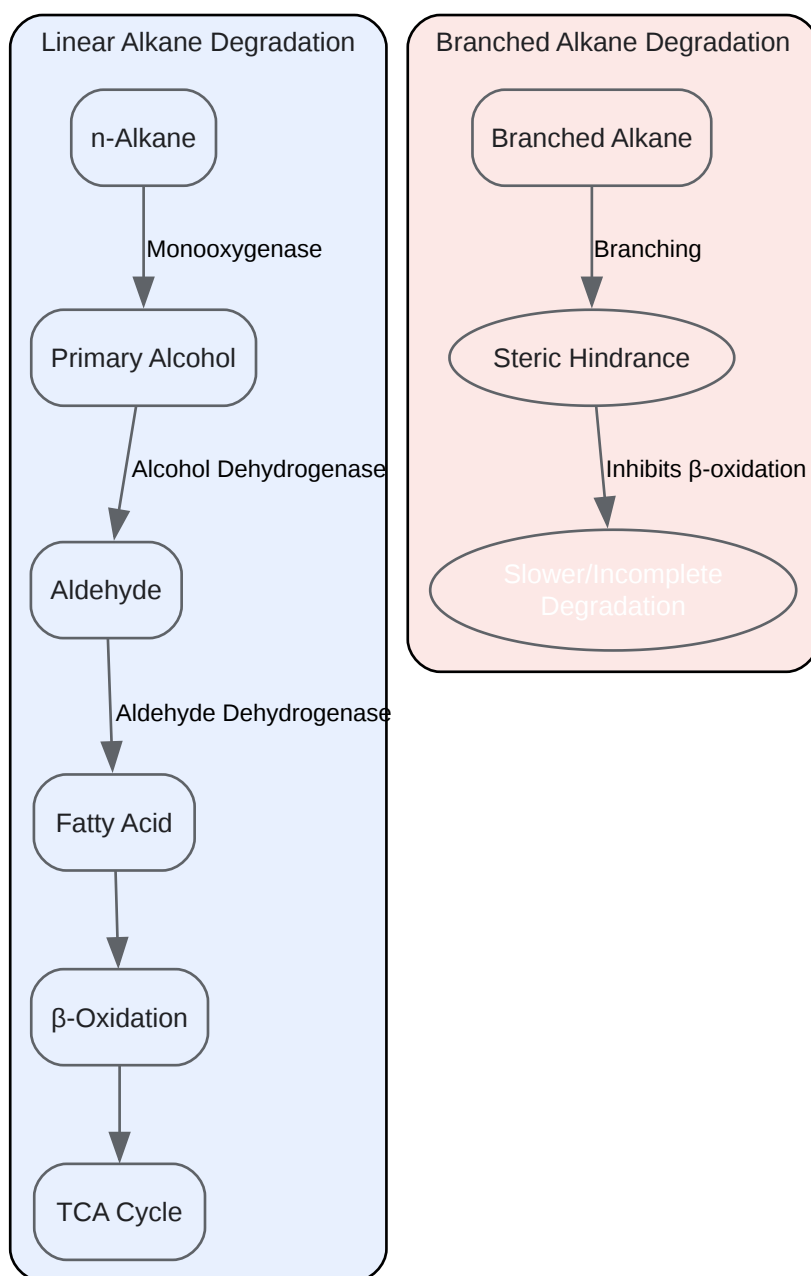 Linear Alkane Degradation
n-Alkane
Monooxygenase
Primary Alcohol
Alcohol Dehydrogenase
Aldehyde
Aldehyde Dehydrogenase
Fatty Acid
β-Oxidation
TCA Cycle
Branched Alkane Degradation
Branched Alkane
Branching
Steric Hindrance
Inhibits β-oxidation
Slower/Incomplete
Degradation